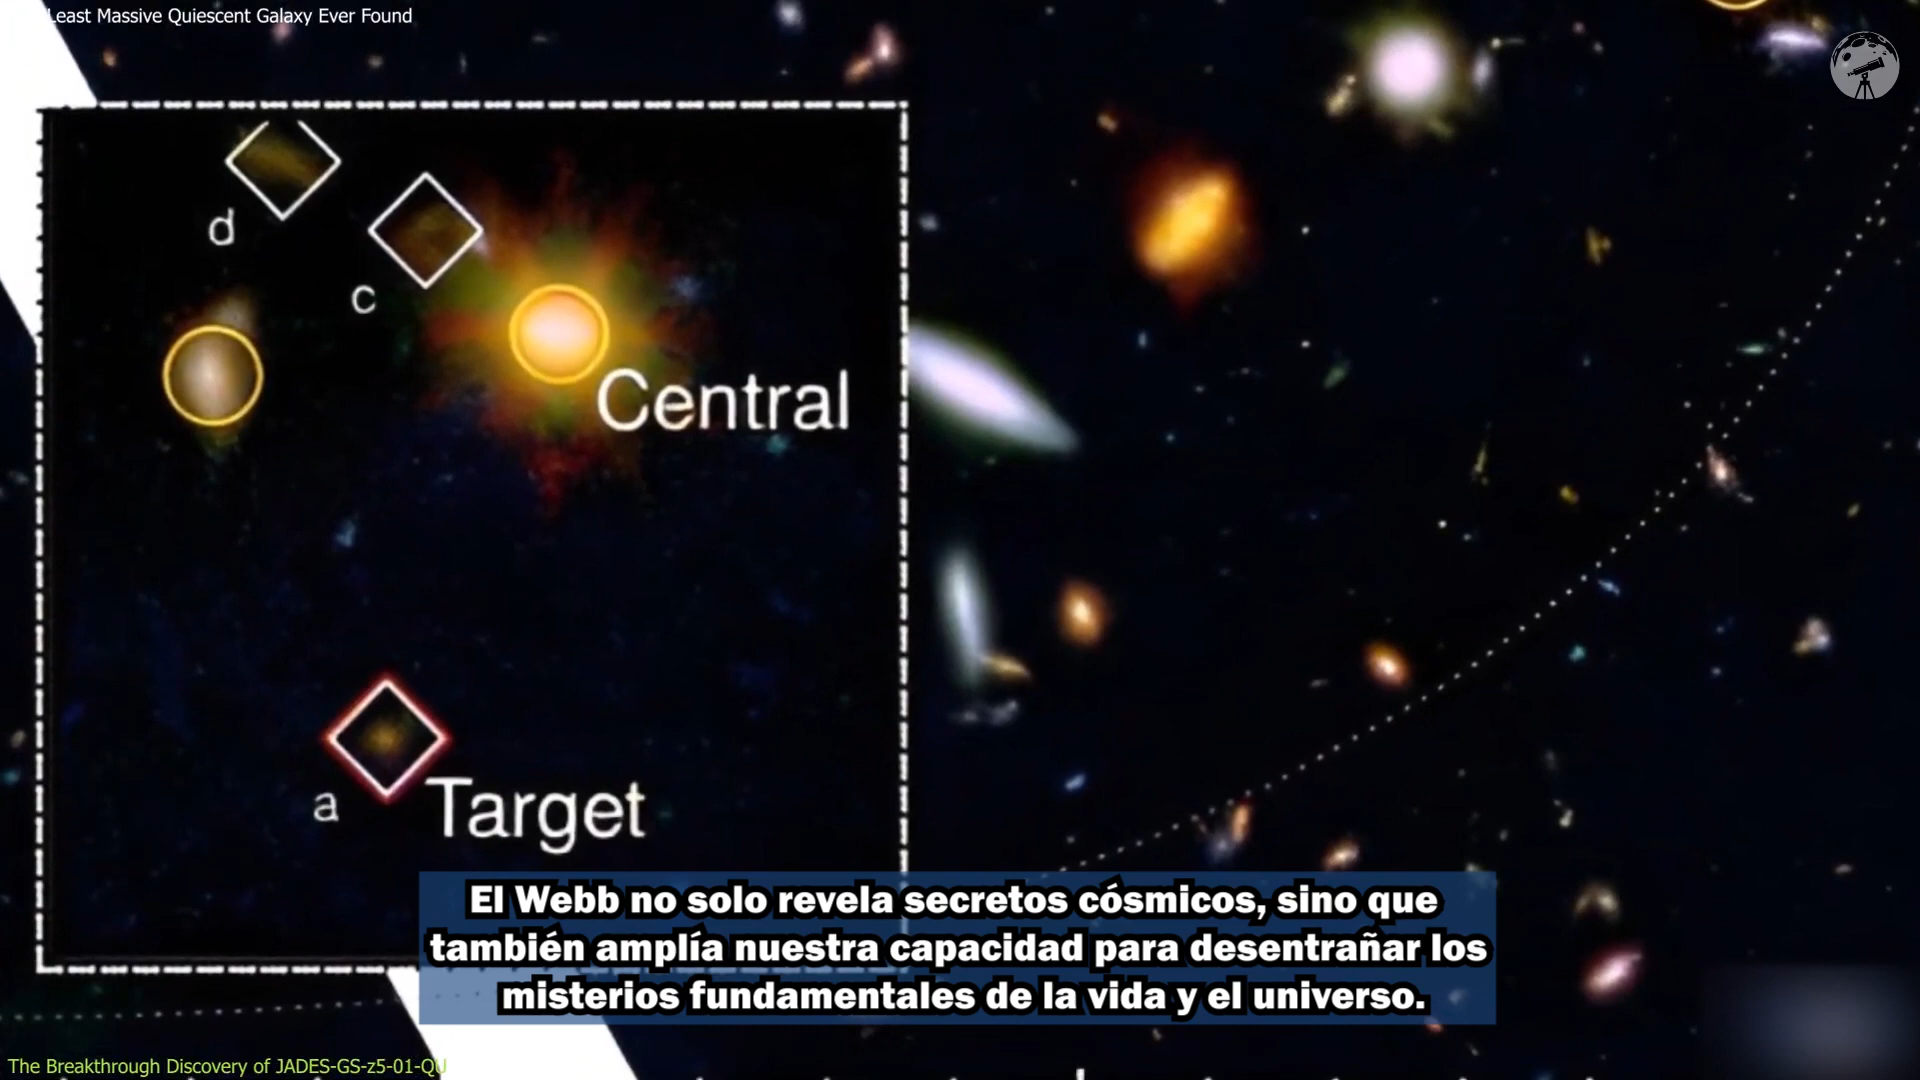 Least Massive Quiescent Galaxy Ever Found
d
c
Central
a
Target
El Webb no solo revela secretos cósmicos, sino que
también amplía nuestra capacidad para desentrañar los
misterios fundamentales de la vida y el universo.
The Breakthrough Discovery of JADES-GS-z5-01-QU